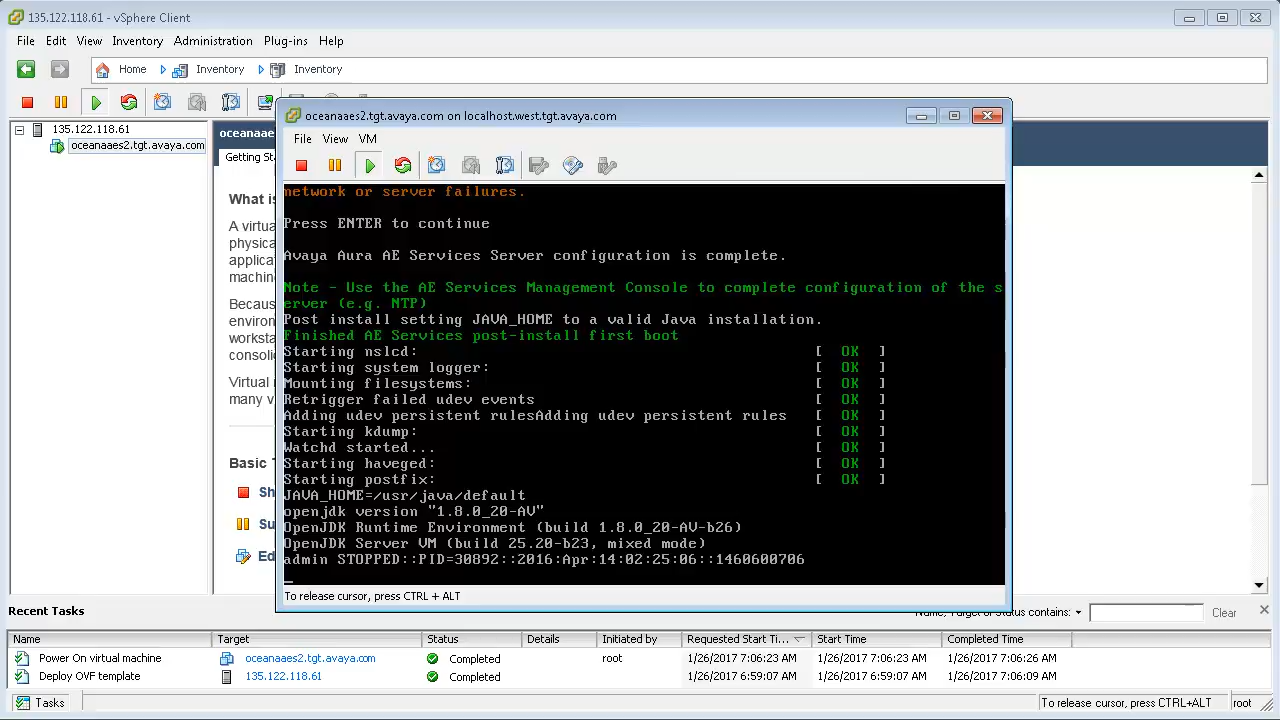 135.122.118.61 - vSphere Client
File Edit View Inventory Administration Plug-ins Help
Home Inventory Inventory
135.122.118.61
oceanaaes2.tgt.avaya.com
oceanaae
Getting St
What is
A virtua
physica
applicat
machin
Becaus
environ
worksta
consolid
Virtual
many v
Basic T
Sh
Su
Ed
oceanaaes2.tgt.avaya.com on localhost.west.tgt.avaya.com
File View VM
network or server failures.
Press ENTER to continue
Avaya Aura AE Services Server configuration is complete.
Note - Use the AE Services Management Console to complete configuration of the s
erver (e.g. NTP)
Post install setting JAVA_HOME to a valid Java installation.
Finished AE Services post-install first boot
Starting nslcd: [ OK ]
Starting system logger: [ OK ]
Mounting filesystems: [ OK ]
Retrigger failed udev events [ OK ]
Adding udev persistent rulesAdding udev persistent rules [ OK ]
Starting kdump: [ OK ]
Watchd started... [ OK ]
Starting haveged: [ OK ]
Starting postfix: [ OK ]
JAVA_HOME=/usr/java/default
openjdk version "1.8.0_20-AV"
OpenJDK Runtime Environment (build 1.8.0_20-AV-b26)
OpenJDK Server VM (build 25.20-b23, mixed mode)
admin STOPPED::PID=30892::2016:Apr:14:02:25:06::1460600706
To release cursor, press CTRL + ALT
Recent Tasks
Name, Target or Status contains: Clear
Name Target Status Details Initiated by Requested Start Ti... Start Time Completed Time
Power On virtual machine oceanaaes2.tgt.avaya.com Completed root 1/26/2017 7:06:23 AM 1/26/2017 7:06:23 AM 1/26/2017 7:06:26 AM
Deploy OVF template 135.122.118.61 Completed 1/26/2017 6:59:07 AM 1/26/2017 6:59:07 AM 1/26/2017 7:06:09 AM
Tasks To release cursor, press CTRL+ALT root